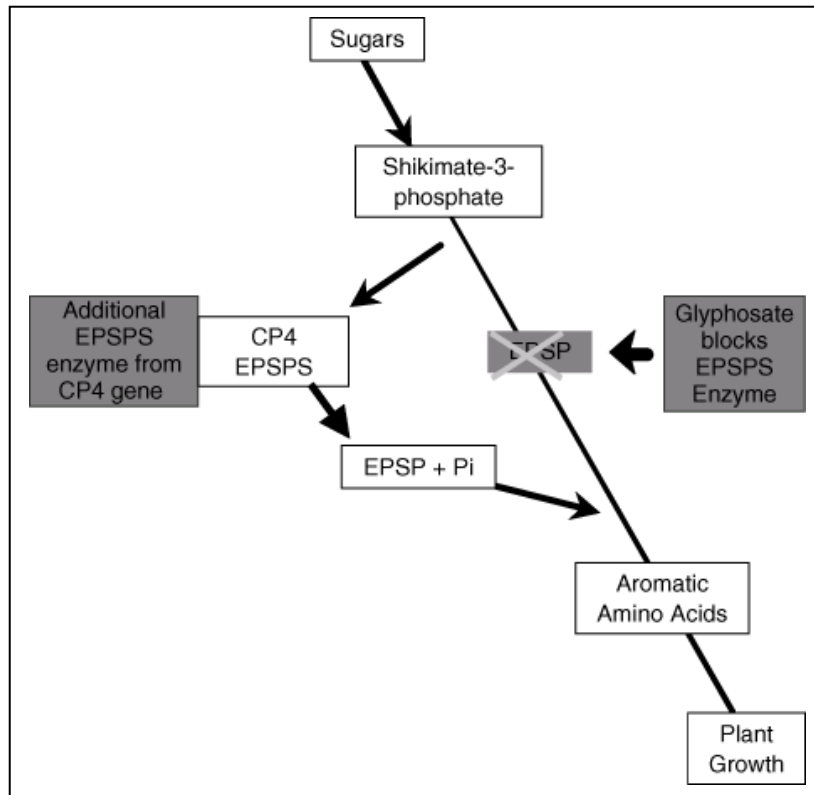 Sugars
Shikimate-3-
phosphate
Additional
EPSPS
enzyme from
CP4 gene
CP4
EPSPS
EPSP
Glyphosate
blocks
EPSPS
Enzyme
EPSP + Pi
Aromatic
Amino Acids
Plant
Growth